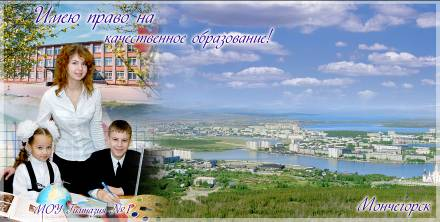 Имею право на
качественное образование!
МОУ Гимназия №1
Мончегорск